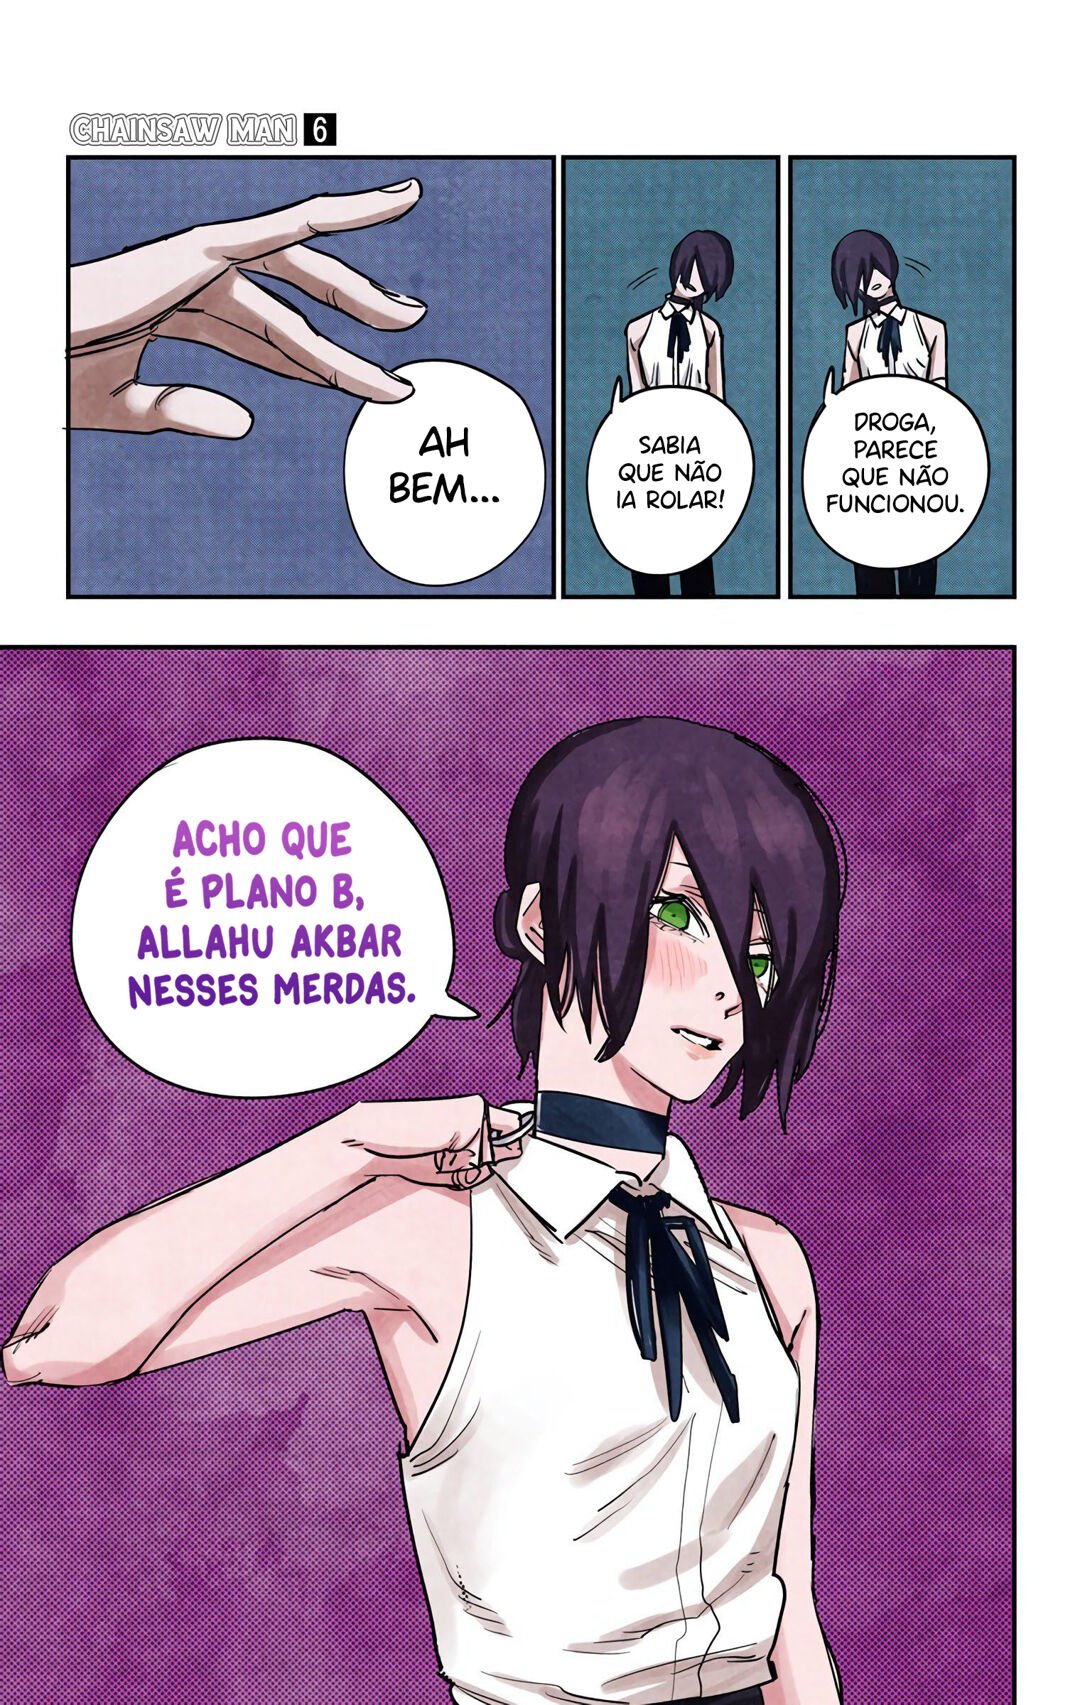 CHAINSAW MAN 6
DROGA,
PARECE
QUE NÃO
FUNCIONOU.
SABIA
QUE NÃO
IA ROLAR!
AH
BEM...
ACHO QUE
É PLANO B,
ALLAHU AKBAR
NESSES MERDAS.